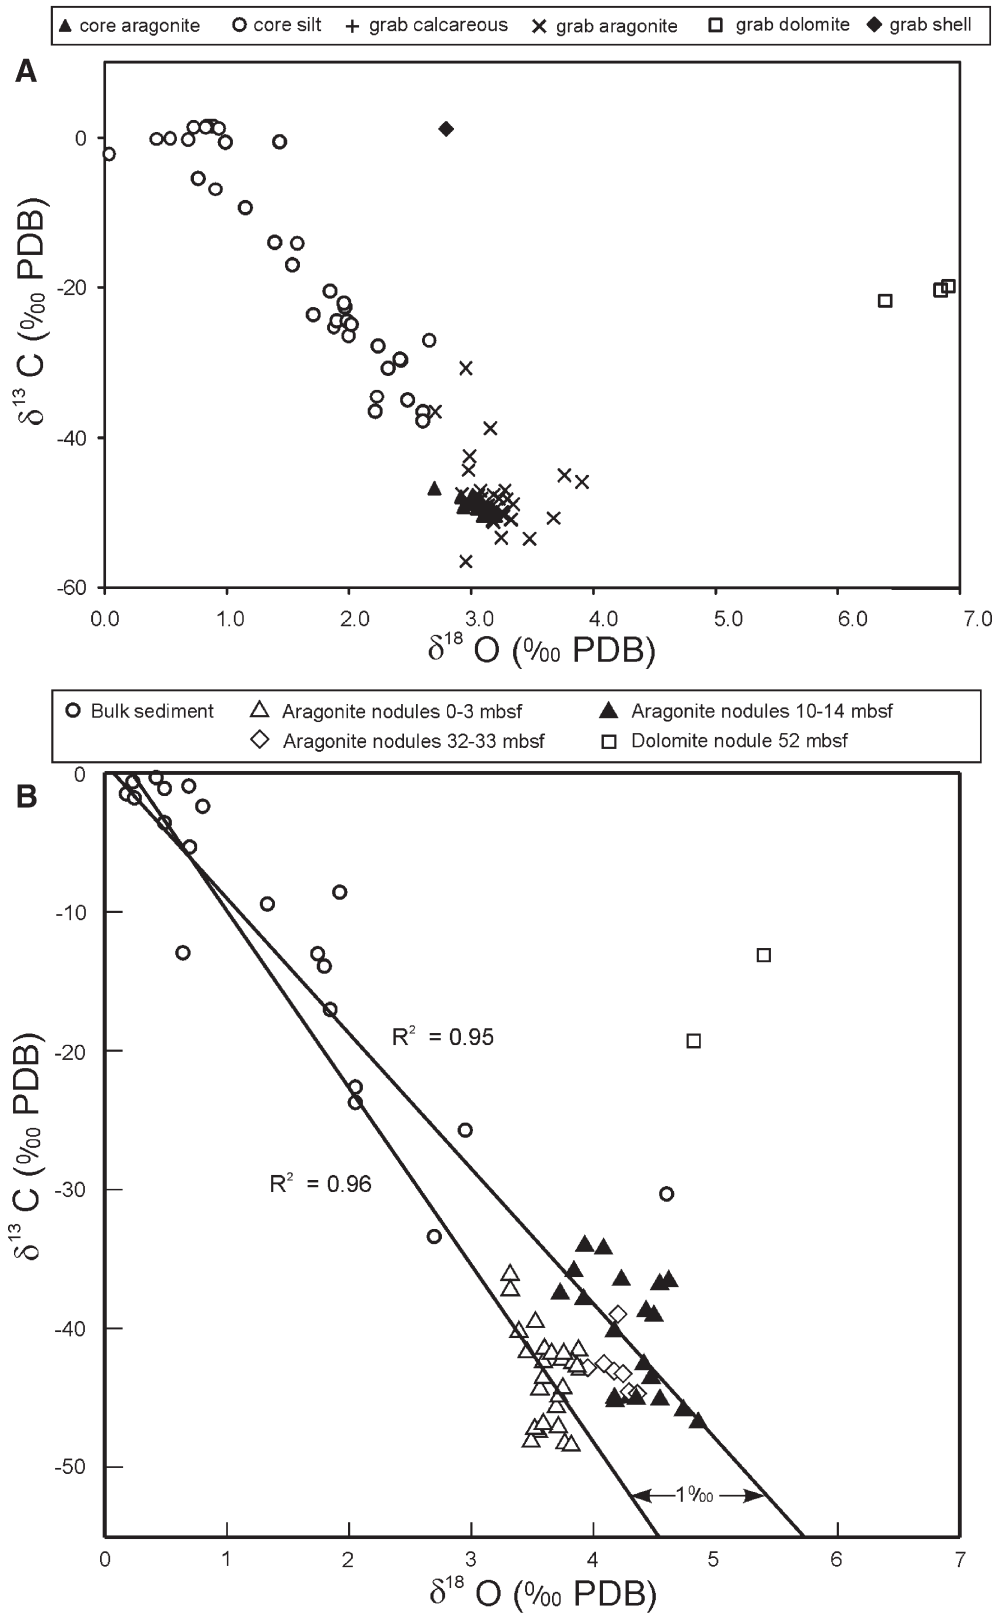 core aragonite core silt grab calcareous grab aragonite grab dolomite grab shell
A
0
-20
-40
-60
δ¹³ C (‰ PDB)
0.0 1.0 2.0 3.0 4.0 5.0 6.0 7.0
δ¹⁸ O (‰ PDB)
Bulk sediment Aragonite nodules 0-3 mbsf Aragonite nodules 10-14 mbsf
Aragonite nodules 32-33 mbsf Dolomite nodule 52 mbsf
B
0
-10
-20
-30
-40
-50
δ¹³ C (‰ PDB)
R² = 0.95
R² = 0.96
1‰
0 1 2 3 4 5 6 7
δ¹⁸ O (‰ PDB)